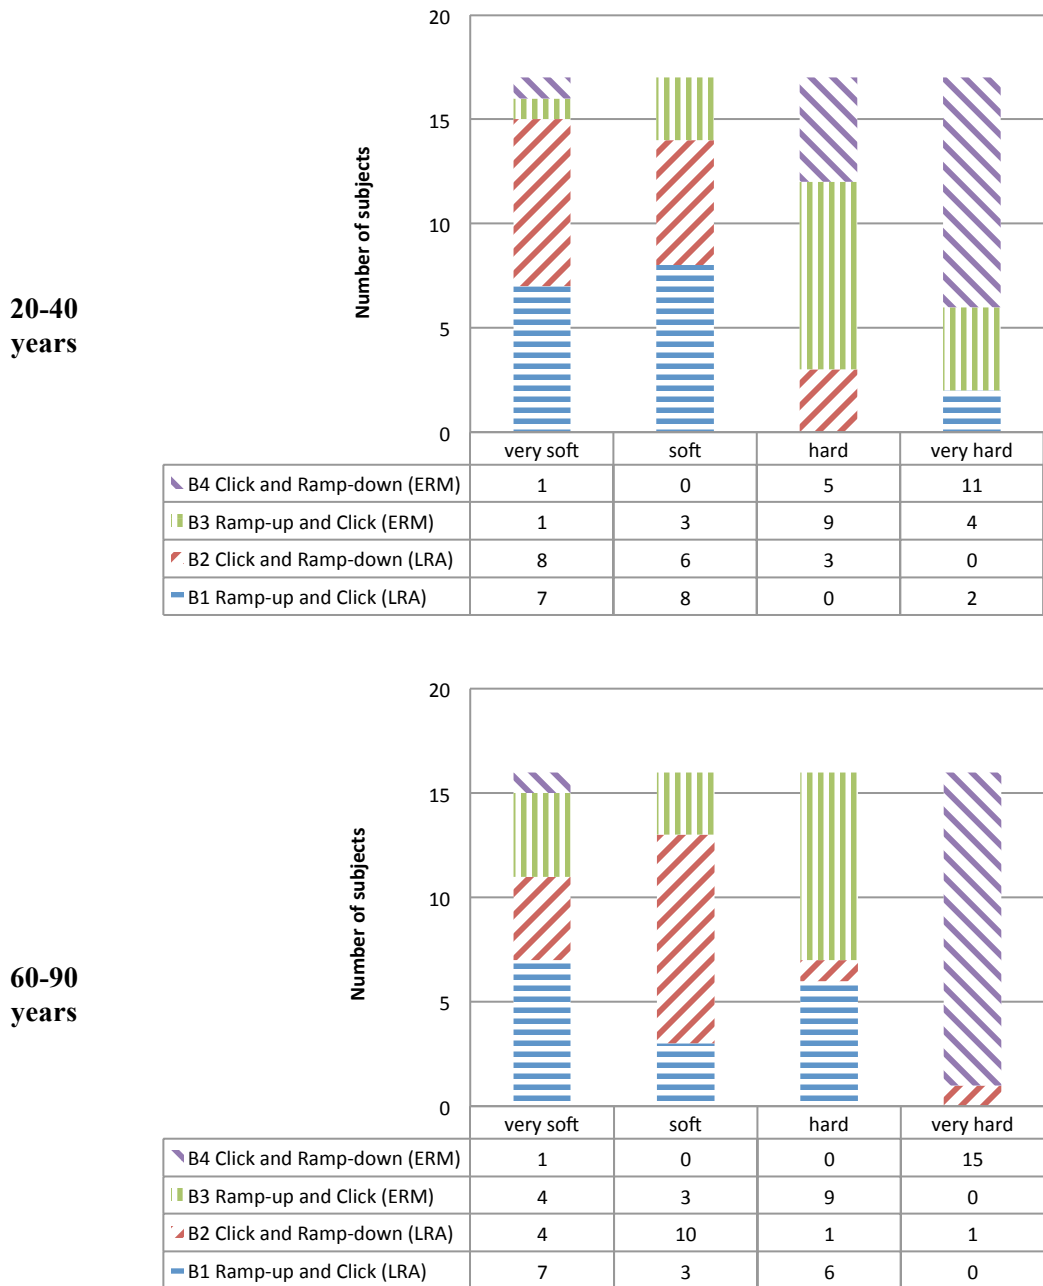 20
15
10
5
0
Number of subjects
20-40
years
very soft soft hard very hard
B4 Click and Ramp-down (ERM) 1 0 5 11
B3 Ramp-up and Click (ERM) 1 3 9 4
B2 Click and Ramp-down (LRA) 8 6 3 0
B1 Ramp-up and Click (LRA) 7 8 0 2
20
15
10
5
0
Number of subjects
60-90
years
very soft soft hard very hard
B4 Click and Ramp-down (ERM) 1 0 0 15
B3 Ramp-up and Click (ERM) 4 3 9 0
B2 Click and Ramp-down (LRA) 4 10 1 1
B1 Ramp-up and Click (LRA) 7 3 6 0